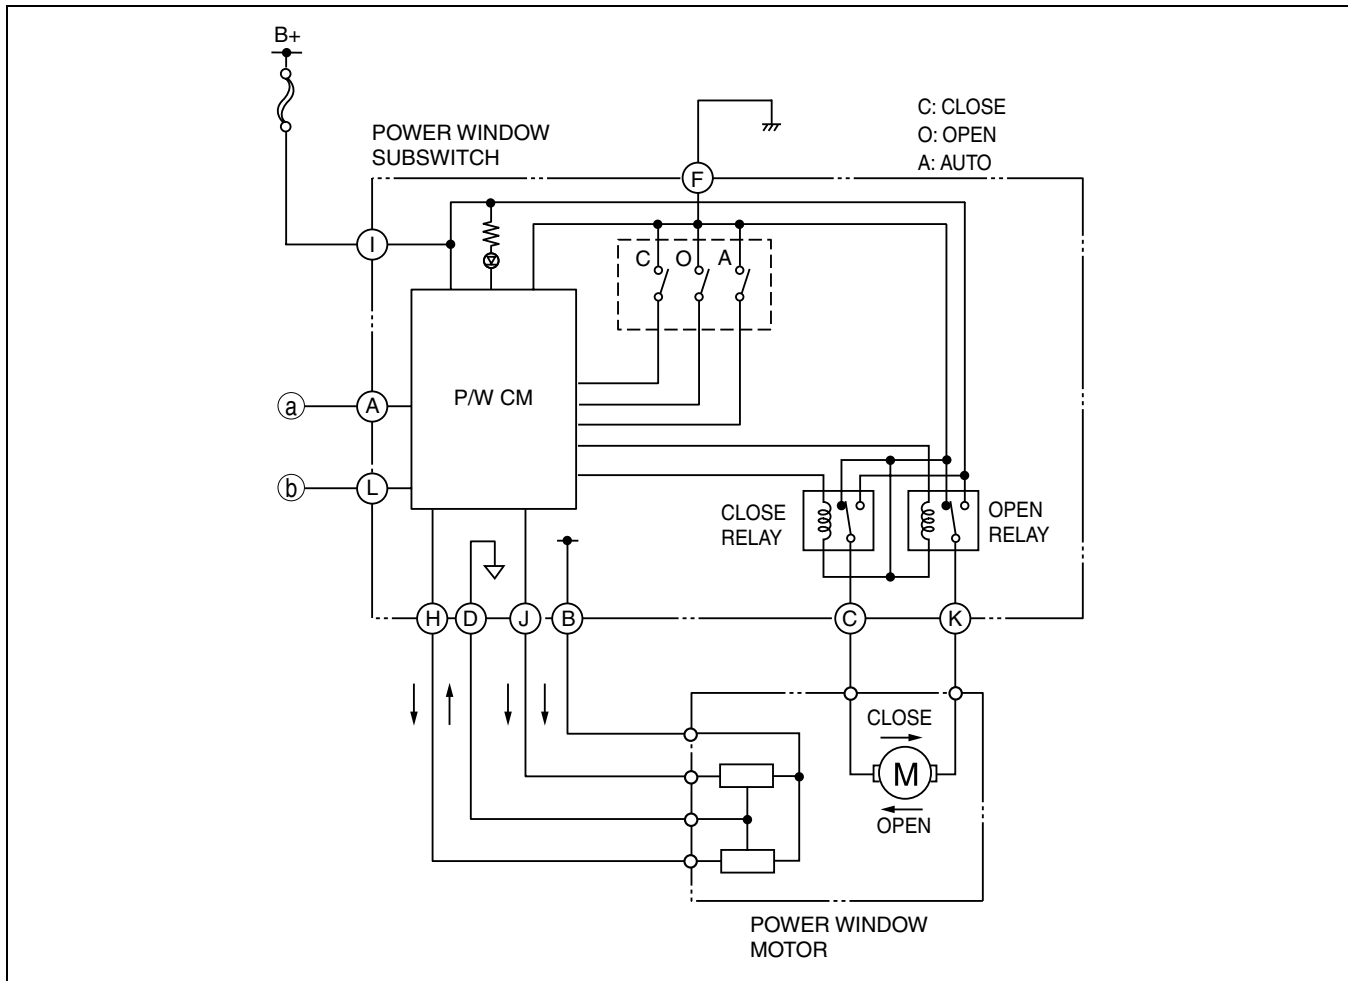 B+
POWER WINDOW
SUBSWITCH
C: CLOSE
O: OPEN
A: AUTO
F
I
C O A
a
A
P/W CM
b
L
CLOSE
RELAY
OPEN
RELAY
H
D
J
B
C
K
CLOSE
M
OPEN
POWER WINDOW
MOTOR